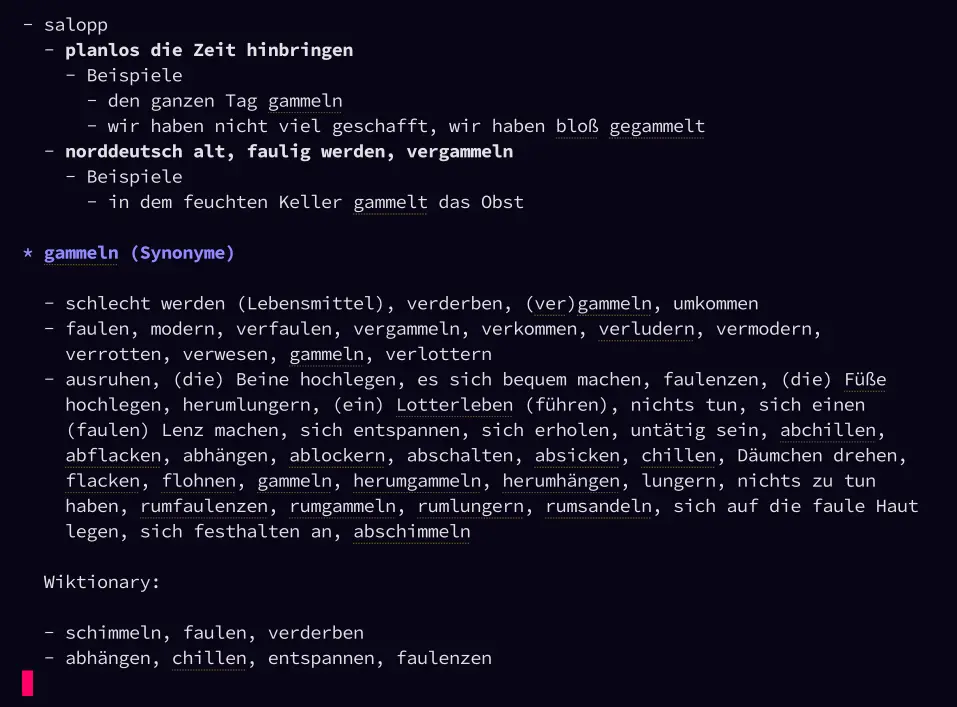 - salopp
- planlos die Zeit hinbringen
- Beispiele
- den ganzen Tag gammeln
- wir haben nicht viel geschafft, wir haben bloß gegammelt
- norddeutsch alt, faulig werden, vergammeln
- Beispiele
- in dem feuchten Keller gammelt das Obst
* gammeln (Synonyme)
- schlecht werden (Lebensmittel), verderben, (ver)gammeln, umkommen
- faulen, modern, verfaulen, vergammeln, verkommen, verludern, vermodern,
verrotten, verwesen, gammeln, verlottern
- ausruhen, (die) Beine hochlegen, es sich bequem machen, faulenzen, (die) Füße
hochlegen, herumlungern, (ein) Lotterleben (führen), nichts tun, sich einen
(faulen) Lenz machen, sich entspannen, sich erholen, untätig sein, abchillen,
abflacken, abhängen, ablockern, abschalten, absicken, chillen, Däumchen drehen,
flacken, flohnen, gammeln, herumgammeln, herumhängen, lungern, nichts zu tun
haben, rumfaulenzen, rumgammeln, rumlungern, rumsandeln, sich auf die faule Haut
legen, sich festhalten an, abschimmeln
Wiktionary:
- schimmeln, faulen, verderben
- abhängen, chillen, entspannen, faulenzen